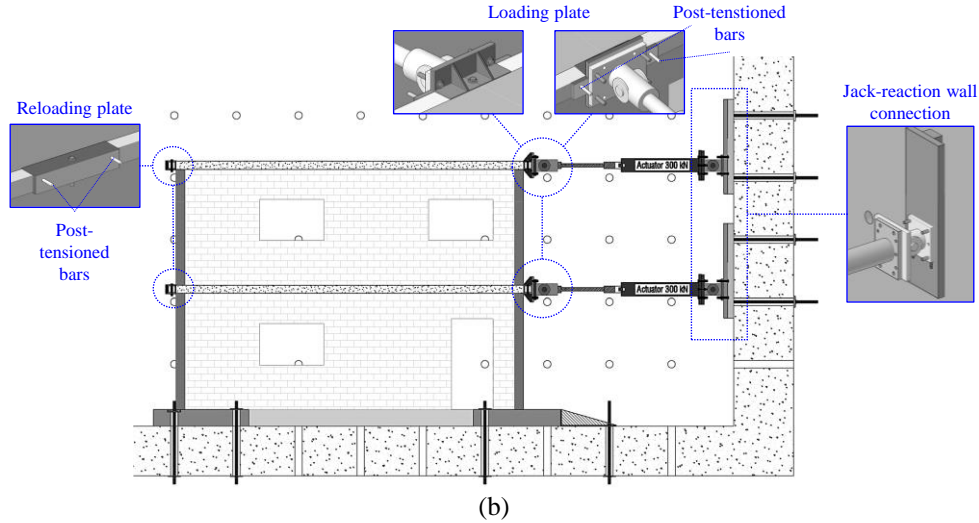 Loading plate
Post-tenstioned
bars
Reloading plate
Jack-reaction wall
connection
Post-
tensioned
bars
Actuator 300 kN
Actuator 300 kN
(b)